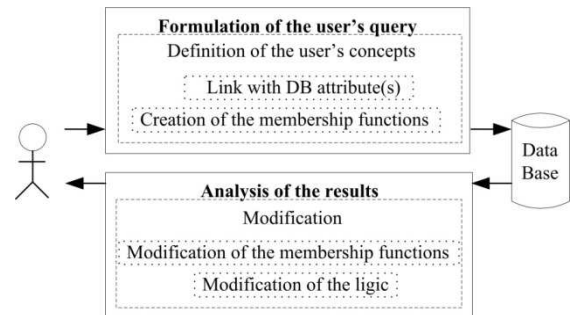 Formulation of the user's query
Definition of the user's concepts
Link with DB attribute(s)
Creation of the membership functions
Data
Base
Analysis of the results
Modification
Modification of the membership functions
Modification of the ligic